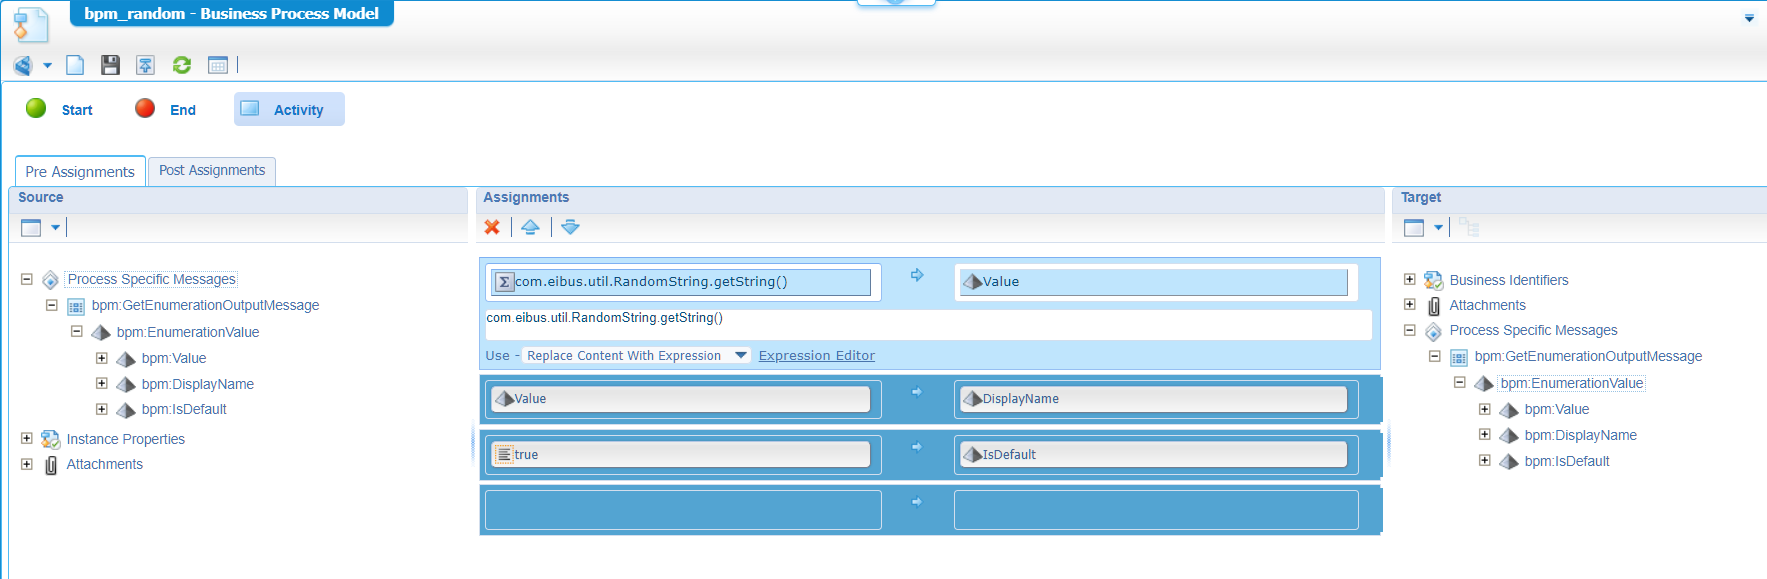 bpm_random - Business Process Model
Start
End
Activity
Pre Assignments
Post Assignments
Source
Process Specific Messages
bpm:GetEnumerationOutputMessage
bpm:EnumerationValue
bpm:Value
bpm:DisplayName
bpm:IsDefault
Instance Properties
Attachments
Assignments
com.eibus.util.RandomString.getString()
Value
com.eibus.util.RandomString.getString()
Use - Replace Content With Expression
Expression Editor
Value
DisplayName
true
IsDefault
Target
Business Identifiers
Attachments
Process Specific Messages
bpm:GetEnumerationOutputMessage
bpm:EnumerationValue
bpm:Value
bpm:DisplayName
bpm:IsDefault